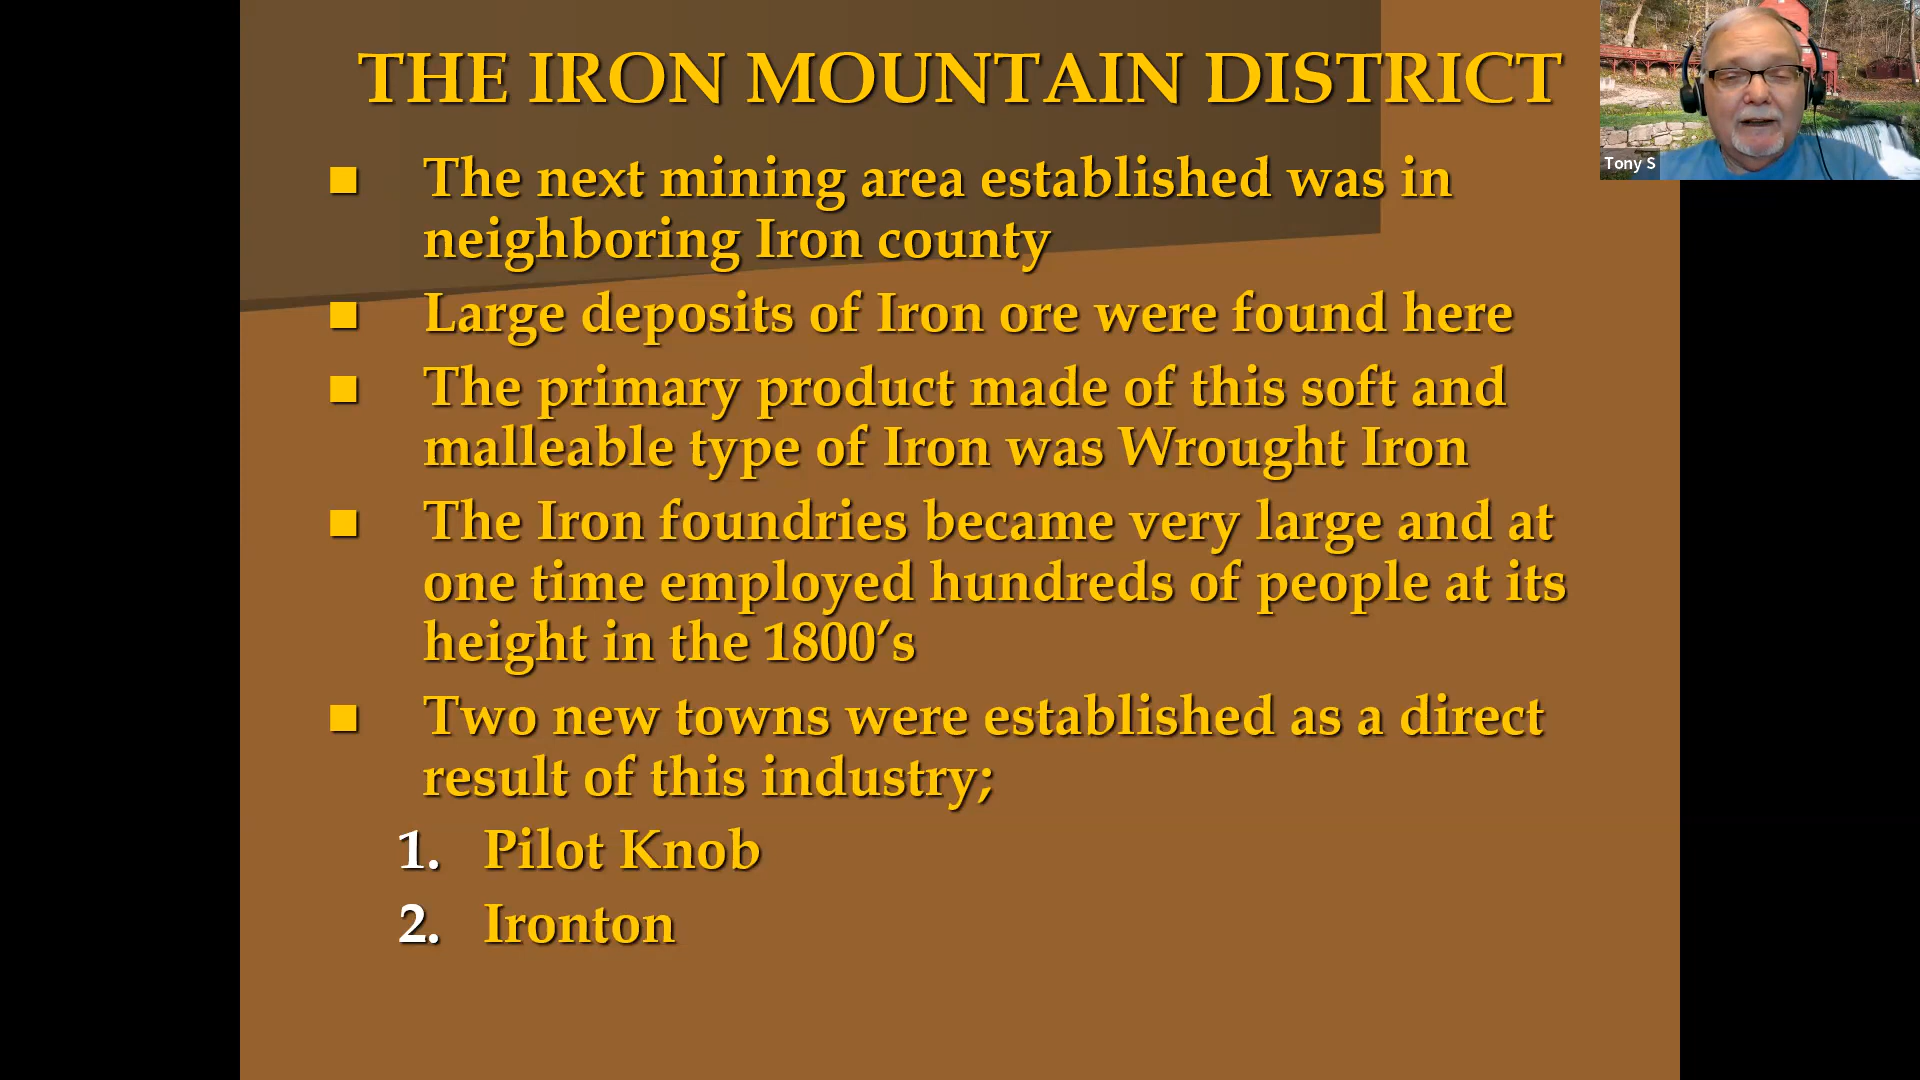 THE IRON MOUNTAIN DISTRICT
■ The next mining area established was in
neighboring Iron county
■ Large deposits of Iron ore were found here
■ The primary product made of this soft and
malleable type of Iron was Wrought Iron
■ The Iron foundries became very large and at
one time employed hundreds of people at its
height in the 1800’s
■ Two new towns were established as a direct
result of this industry;
1. Pilot Knob
2. Ironton
Tony S